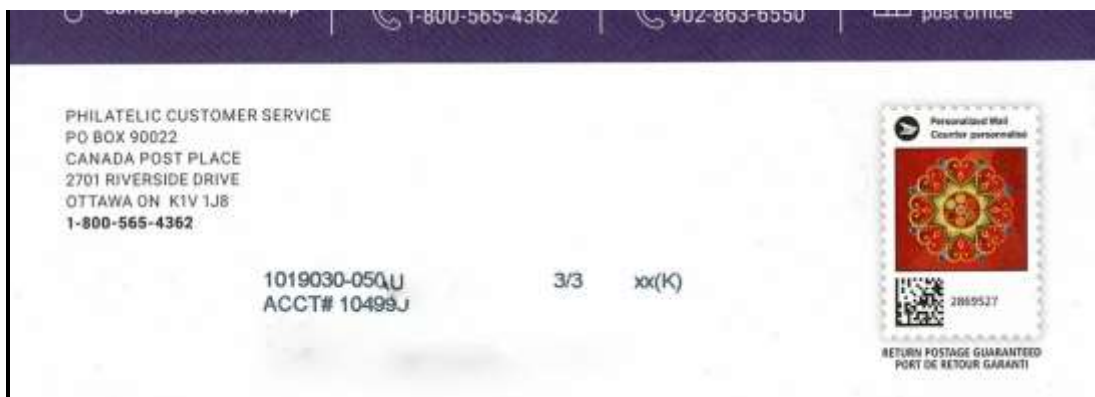 1-800-565-4362
902-863-6550
post office
PHILATELIC CUSTOMER SERVICE
PO BOX 90022
CANADA POST PLACE
2701 RIVERSIDE DRIVE
OTTAWA ON K1V 1J8
1-800-565-4362
Personalized Mail
Courrier personnalisé
1019030-050 3/3 xx(K)
ACCT# 10499
2869527
RETURN POSTAGE GUARANTEED
PORT DE RETOUR GARANTI